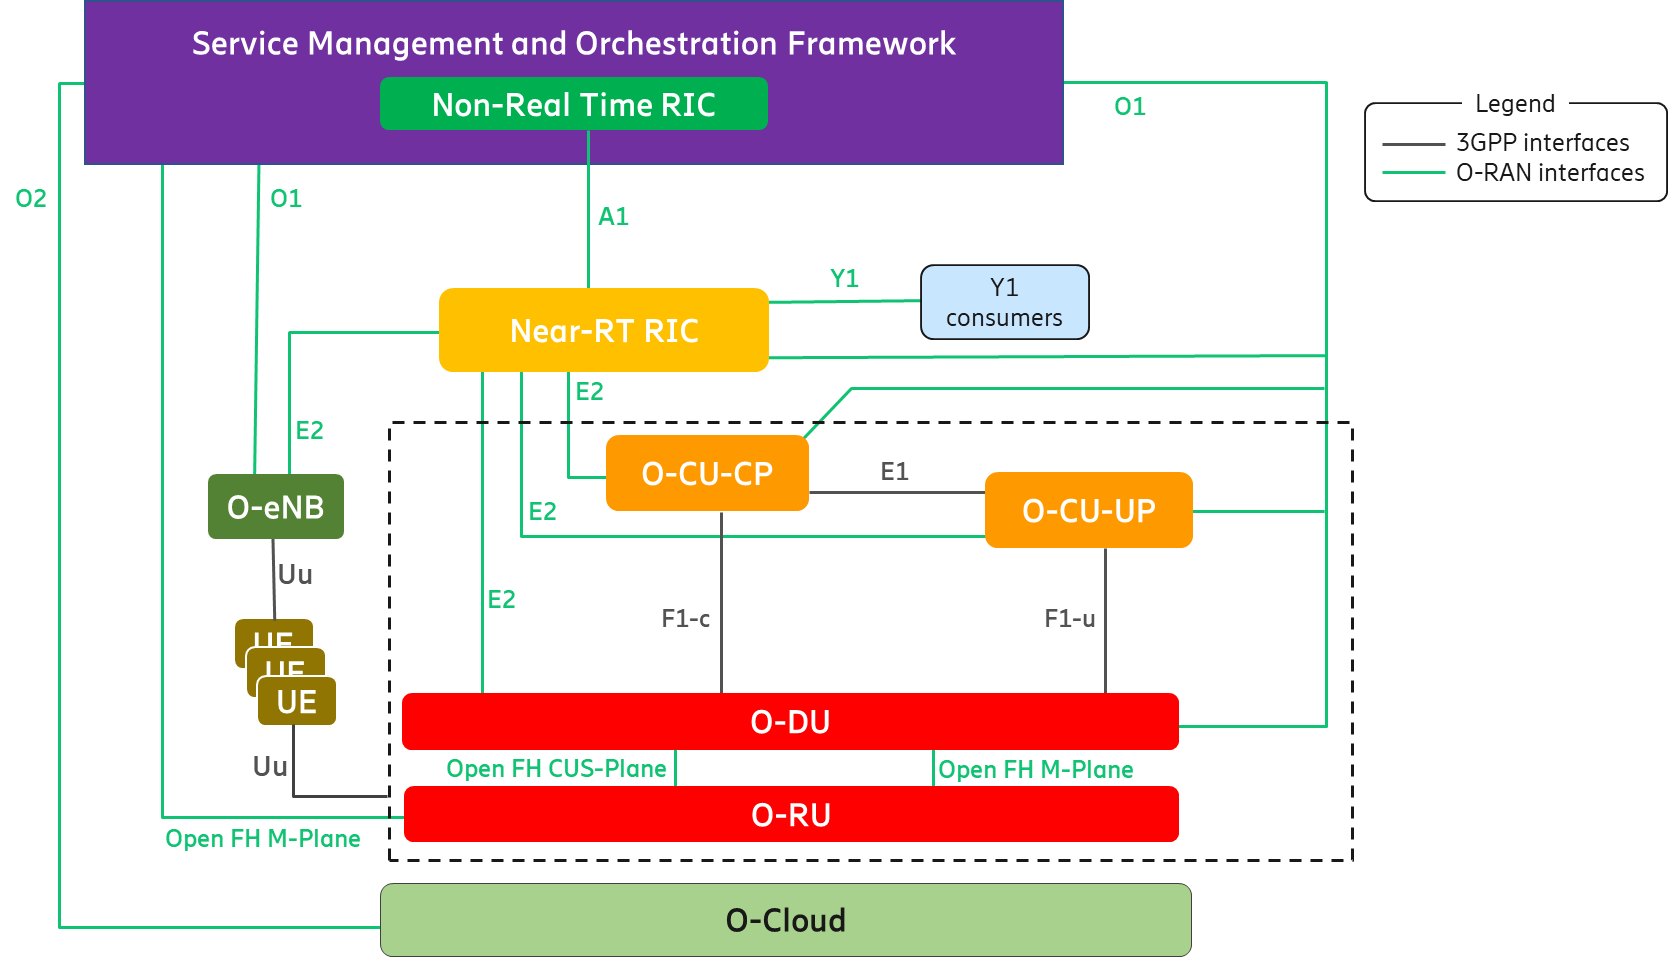 Service Management and Orchestration Framework
Non-Real Time RIC
O1
Legend
3GPP interfaces
O-RAN interfaces
O2
O1
A1
Y1
Y1
consumers
Near-RT RIC
E2
E2
O-CU-CP
E1
O-CU-UP
O-eNB
E2
Uu
E2
F1-c
F1-u
UE
UE
UE
O-DU
Uu
Open FH CUS-Plane
Open FH M-Plane
O-RU
Open FH M-Plane
O-Cloud